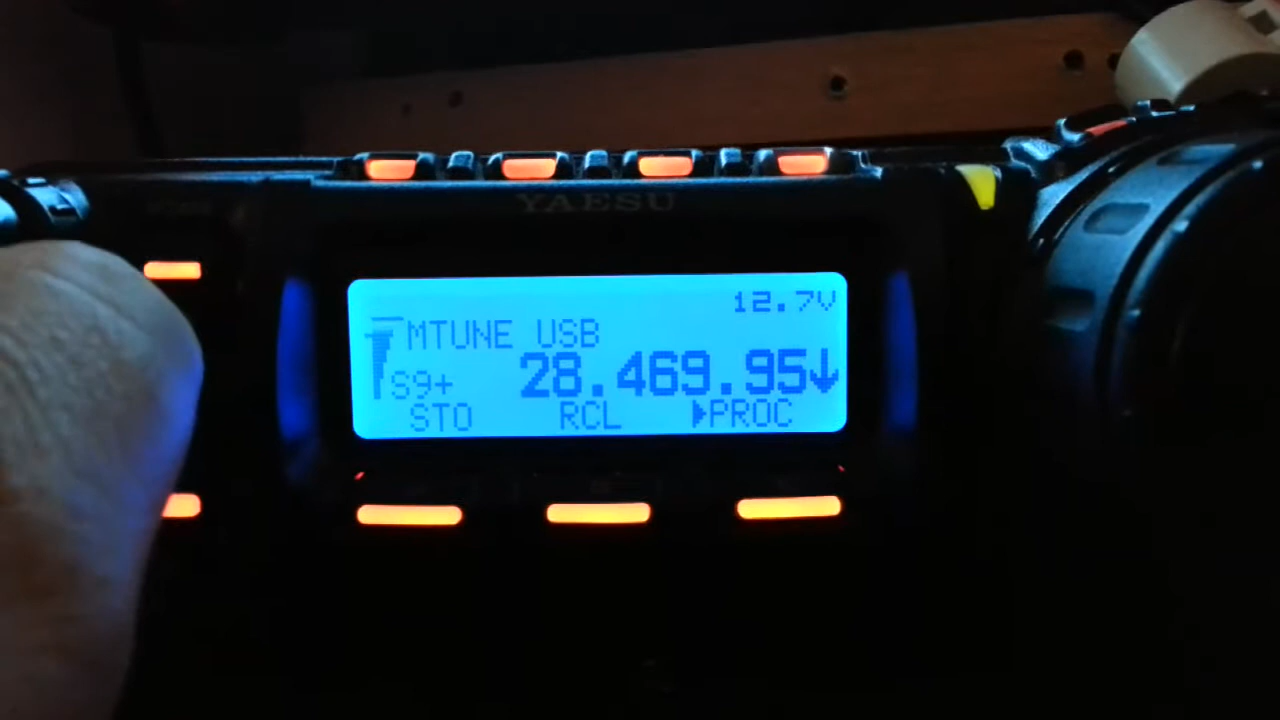 YAESU
12.7V
MTUNE USB
28.469.95↓
S9+
STO RCL ▶PROC